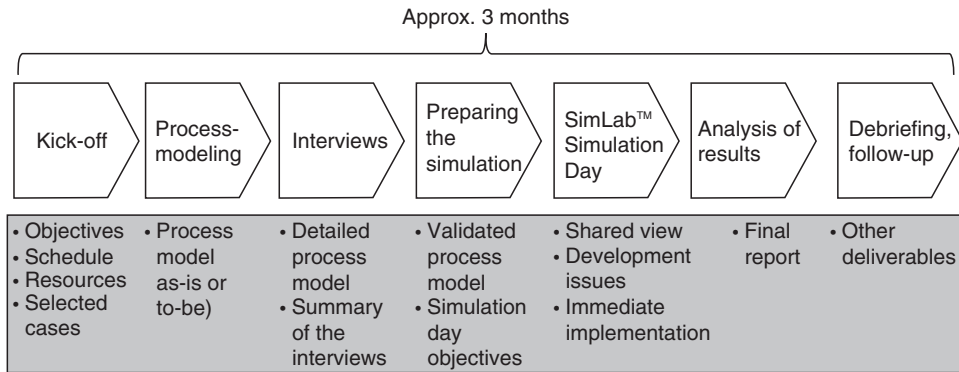 Approx. 3 months
Kick-off
Process-
modeling
Interviews
Preparing
the
simulation
SimLab™
Simulation
Day
Analysis of
results
Debriefing,
follow-up
• Objectives
• Schedule
• Resources
• Selected
cases
• Process
model
as-is or
to-be)
• Detailed
process
model
• Summary
of the
interviews
• Validated
process
model
• Simulation
day
objectives
• Shared view
• Development
issues
• Immediate
implementation
• Final
report
• Other
deliverables